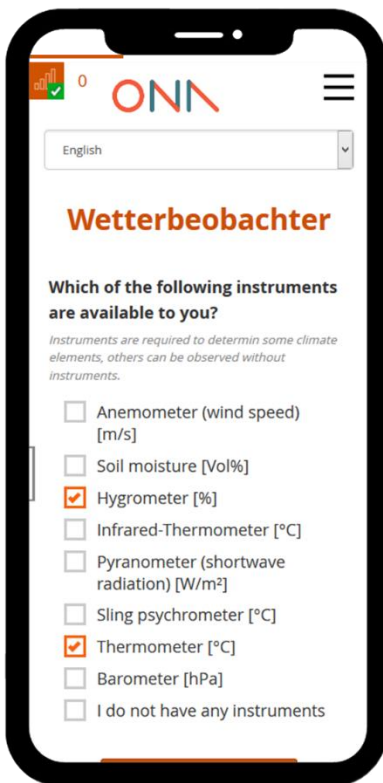 0
ONA
English
Wetterbeobachter
Which of the following instruments
are available to you?
Instruments are required to determin some climate
elements, others can be observed without
instruments.
Anemometer (wind speed)
[m/s]
Soil moisture [Vol%]
Hygrometer [%]
Infrared-Thermometer [°C]
Pyranometer (shortwave
radiation) [W/m²]
Sling psychrometer [°C]
Thermometer [°C]
Barometer [hPa]
I do not have any instruments